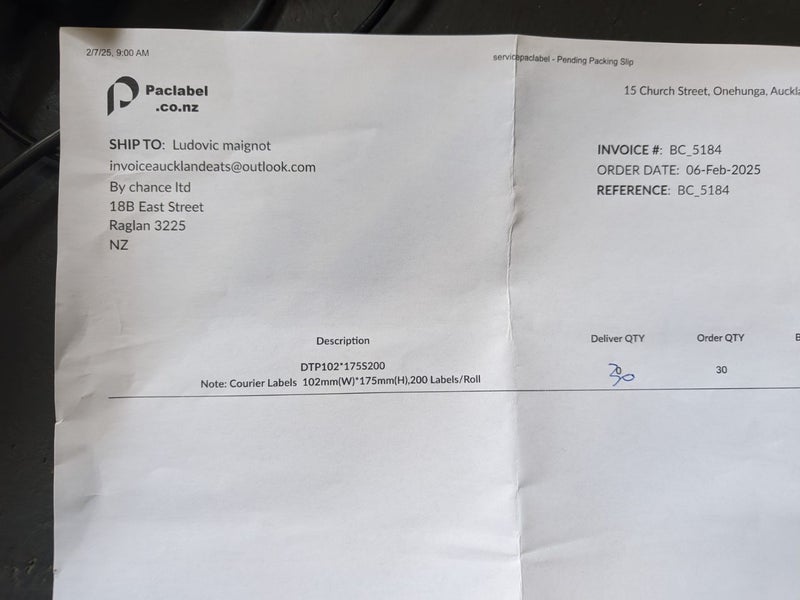 2/7/25, 9:00 AM
servicepaclabel - Pending Packing Slip
Paclabel
.co.nz
15 Church Street, Onehunga,
SHIP TO: Ludovic maignot
invoiceaucklandeats@outlook.com
By chance ltd
18B East Street
Raglan 3225
NZ
INVOICE #: BC_5184
ORDER DATE: 06-Feb-2025
REFERENCE: BC_5184
Description
Deliver QTY
Order QTY
DTP102*175S200
Note: Courier Labels 102mm(W)*175mm(H),200 Labels/Roll
30